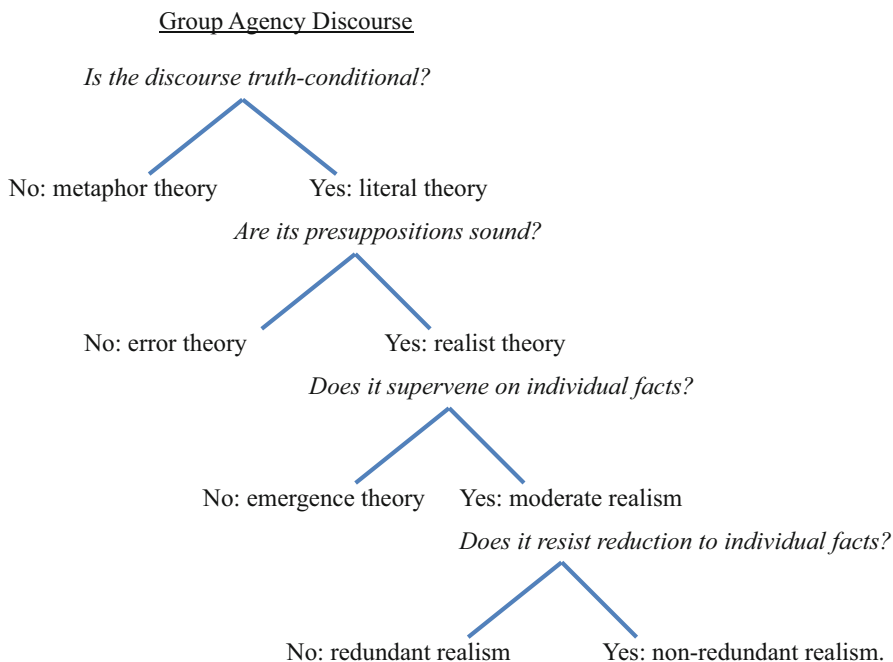 Group Agency Discourse
Is the discourse truth-conditional?
No: metaphor theory Yes: literal theory
Are its presuppositions sound?
No: error theory Yes: realist theory
Does it supervene on individual facts?
No: emergence theory Yes: moderate realism
Does it resist reduction to individual facts?
No: redundant realism Yes: non-redundant realism.